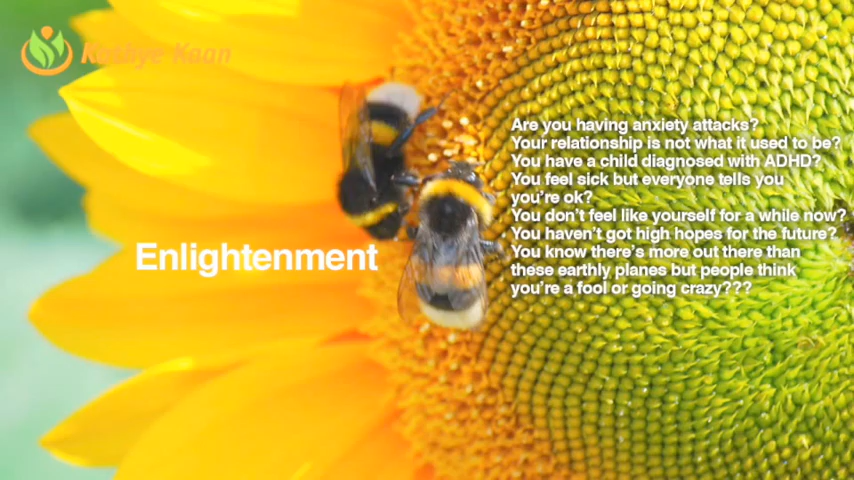 Kashye Kaan
Enlightenment
Are you having anxiety attacks?
Your relationship is not what it used to be?
You have a child diagnosed with ADHD?
You feel sick but everyone tells you
you're ok?
You don't feel like yourself for a while now?
You haven't got high hopes for the future?
You know there's more out there than
these earthly planes but people think
you're a fool or going crazy???